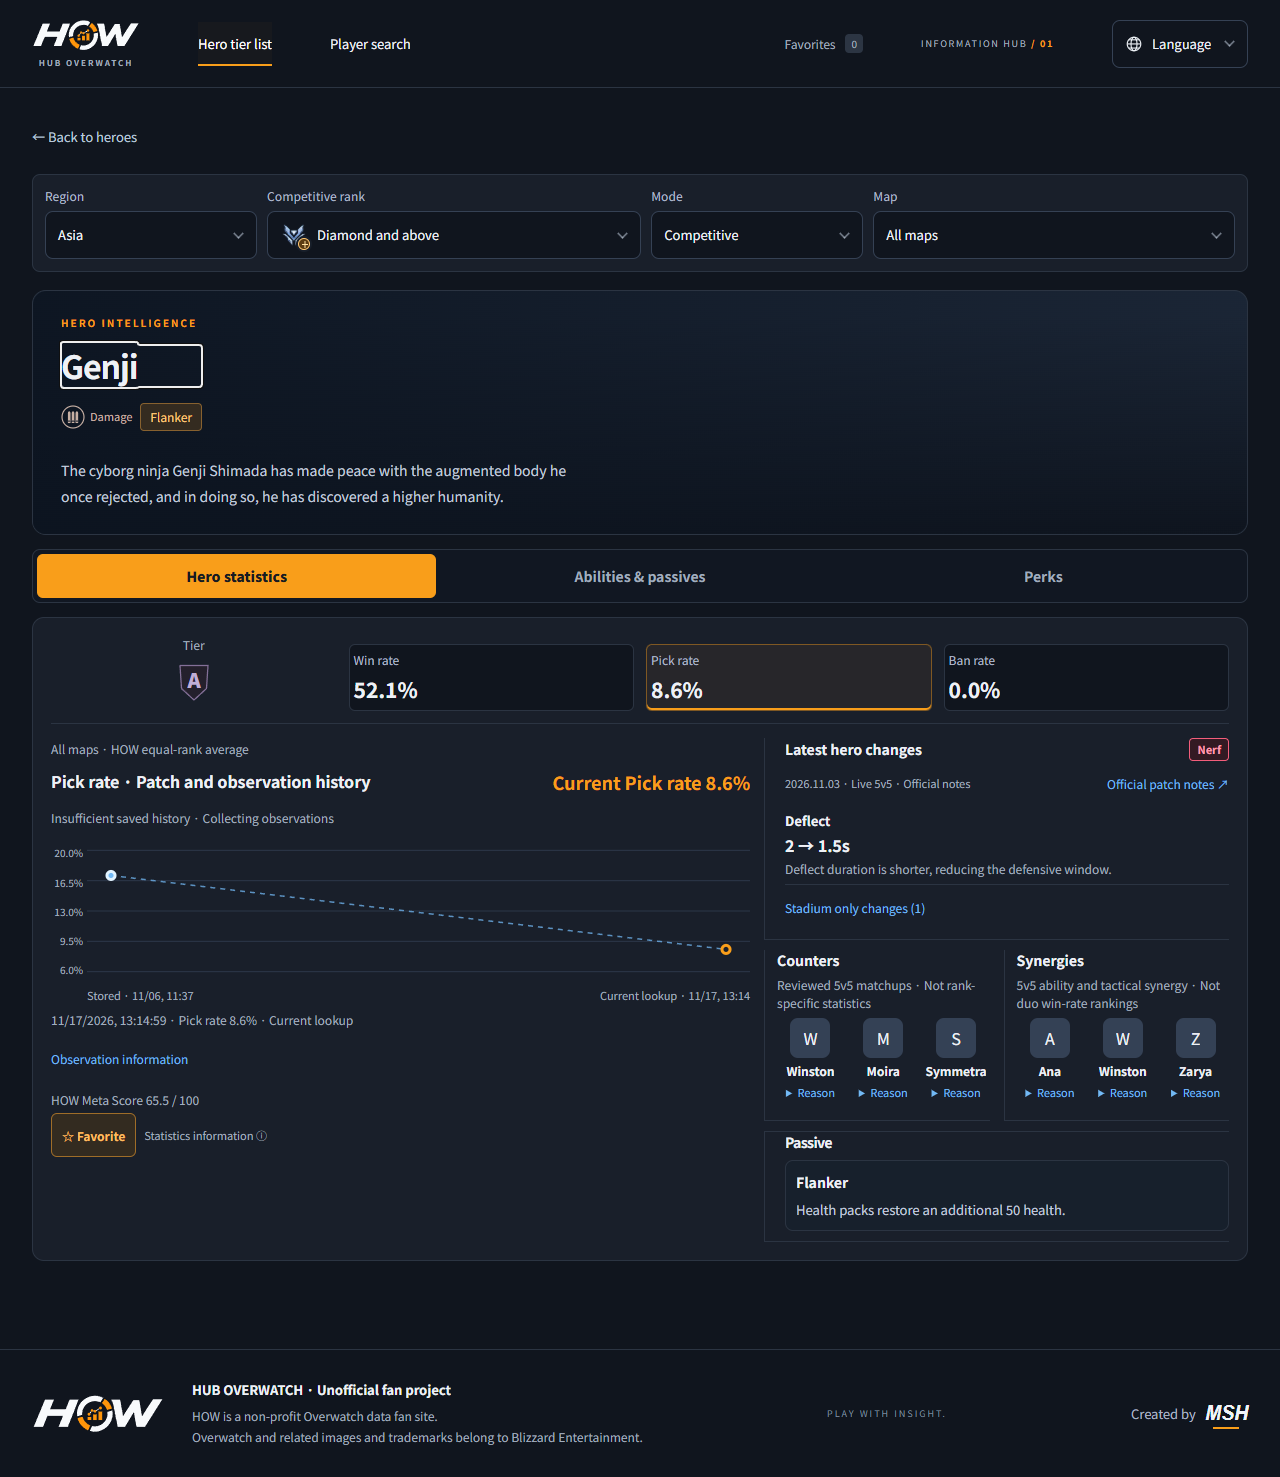 HOW
HUB OVERWATCH
Hero tier list
Player search
Favorites 0
INFORMATION HUB / 01
Language
← Back to heroes
Region
Competitive rank
Mode
Map
Asia
Diamond and above
Competitive
All maps
HERO INTELLIGENCE
Genji
Damage
Flanker
The cyborg ninja Genji Shimada has made peace with the augmented body he
once rejected, and in doing so, he has discovered a higher humanity.
Hero statistics
Abilities & passives
Perks
Tier
A
Win rate
52.1%
Pick rate
8.6%
Ban rate
0.0%
All maps · HOW equal-rank average
Pick rate · Patch and observation history
Current Pick rate 8.6%
Insufficient saved history · Collecting observations
20.0%
16.5%
13.0%
9.5%
6.0%
Stored · 11/06, 11:37
Current lookup · 11/17, 13:14
11/17/2026, 13:14:59 · Pick rate 8.6% · Current lookup
Observation information
HOW Meta Score 65.5 / 100
☆ Favorite
Statistics information ⓘ
Latest hero changes
Nerf
2026.11.03 · Live 5v5 · Official notes
Official patch notes ↗
Deflect
2 → 1.5s
Deflect duration is shorter, reducing the defensive window.
Stadium only changes (1)
Counters
Reviewed 5v5 matchups · Not rank-
specific statistics
W
M
S
Winston
Moira
Symmetra
▶ Reason
▶ Reason
▶ Reason
Synergies
5v5 ability and tactical synergy · Not
duo win-rate rankings
A
W
Z
Ana
Winston
Zarya
▶ Reason
▶ Reason
▶ Reason
Passive
Flanker
Health packs restore an additional 50 health.
HOW
HUB OVERWATCH · Unofficial fan project
HOW is a non-profit Overwatch data fan site.
Overwatch and related images and trademarks belong to Blizzard Entertainment.
PLAY WITH INSIGHT.
Created by MSH